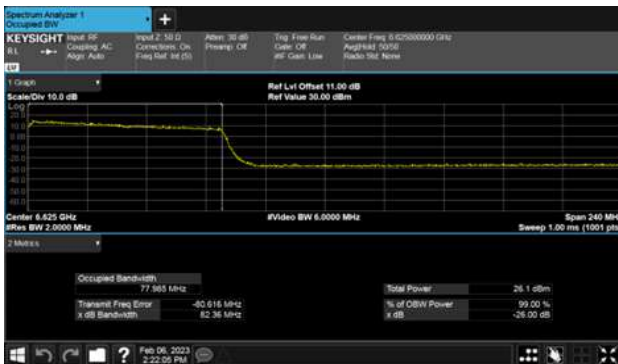 Spectrum Analyzer 1
Occupied BW
+
KEYSIGHT
Input: RF
Coupling: AC
Align: Auto
Input Z: 50 Ω
Corrections: On
Freq Ref: Int (S)
Atten: 30 dB
Preamp: Off
Trig: Free Run
Gate: Off
#IF Gain: Low
Center Freq: 6.625000000 GHz
Avg|Hold: 50/50
Radio Std: None
1 Graph
Scale/Div 10.0 dB
Ref Lvl Offset 11.00 dB
Ref Value 30.00 dBm
Log
Center 6.625 GHz
#Res BW 2.0000 MHz
#Video BW 6.0000 MHz
Span 240 MH
Sweep 1.00 ms (1001 pts
2 Metrics
Occupied Bandwidth
77.965 MHz
Transmit Freq Error -80.616 MHz
x dB Bandwidth 82.36 MHz
Total Power 26.1 dBm
% of OBW Power 99.00 %
x dB -26.00 dB
?
Feb 06, 2023
2:22:05 PM